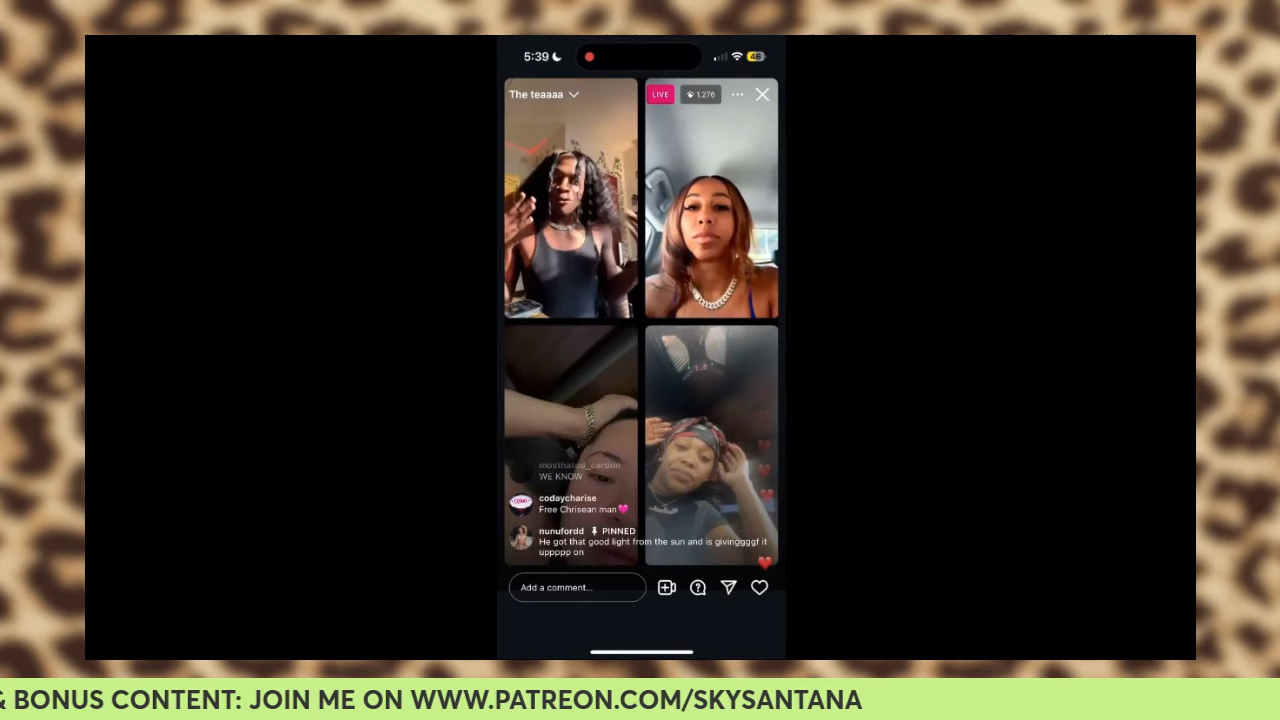 5:39
46
The teaaaa
LIVE
1,276
mosthated_cardon
WE KNOW
codaycharise
Free Chrisean man
nunufordd PINNED
He got that good light from the sun and is givinggggf it
uppppp on
Add a comment...
& BONUS CONTENT: JOIN ME ON WWW.PATREON.COM/SKYSANTANA